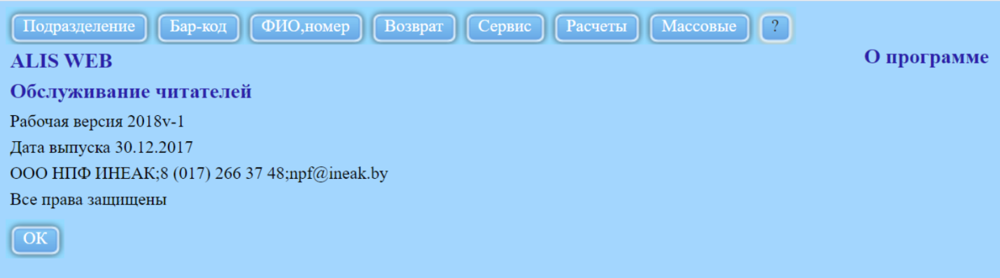 Подразделение Бар-код ФИО,номер Возврат Сервис Расчеты Массовые ?
ALIS WEB О программе
Обслуживание читателей
Рабочая версия 2018v-1
Дата выпуска 30.12.2017
ООО НПФ ИНЕАК;8 (017) 266 37 48;npf@ineak.by
Все права защищены
ОК